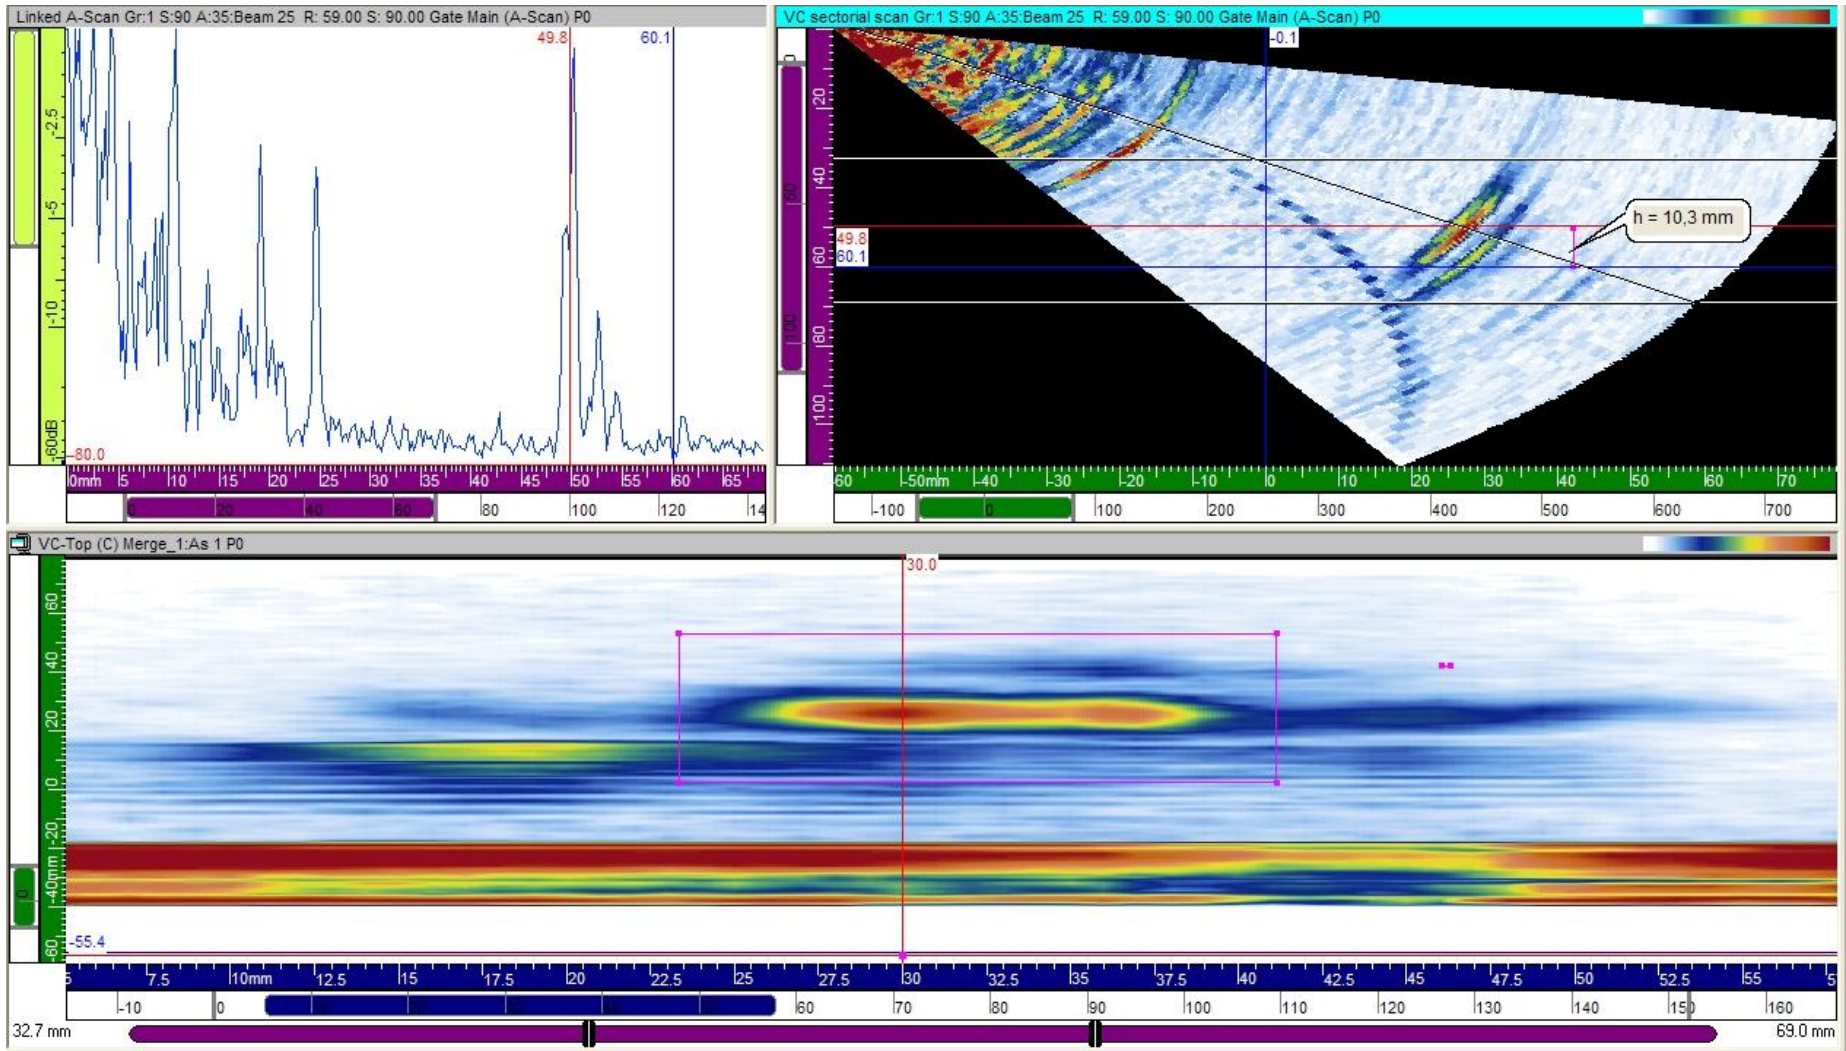 Linked A-Scan Gr:1 S:90 A:35:Beam 25 R: 59.00 S: 90.00 Gate Main (A-Scan) P0
49.8
60.1
-2.5
-5
-10
-60dB
-80.0
0mm 5 10 15 20 25 30 35 40 45 50 55 60 65
0 20 40 60 80 100 120 14
VC sectorial scan Gr:1 S:90 A:35:Beam 25 R: 59.00 S: 90.00 Gate Main (A-Scan) P0
-0.1
0
50
100
20
40
60
80
100
h = 10,3 mm
49.8
60.1
-60 -50mm -40 -30 -20 -10 0 10 20 30 40 50 60 70
-100 0 100 200 300 400 500 600 700
VC-Top (C) Merge_1:As 1 P0
30.0
60
40
20
0
-20
-40mm
-60
0
-55.4
5 7.5 10mm 12.5 15 17.5 20 22.5 25 27.5 30 32.5 35 37.5 40 42.5 45 47.5 50 52.5 55 5
-10 0 60 70 80 90 100 110 120 130 140 150 160
32.7 mm 69.0 mm